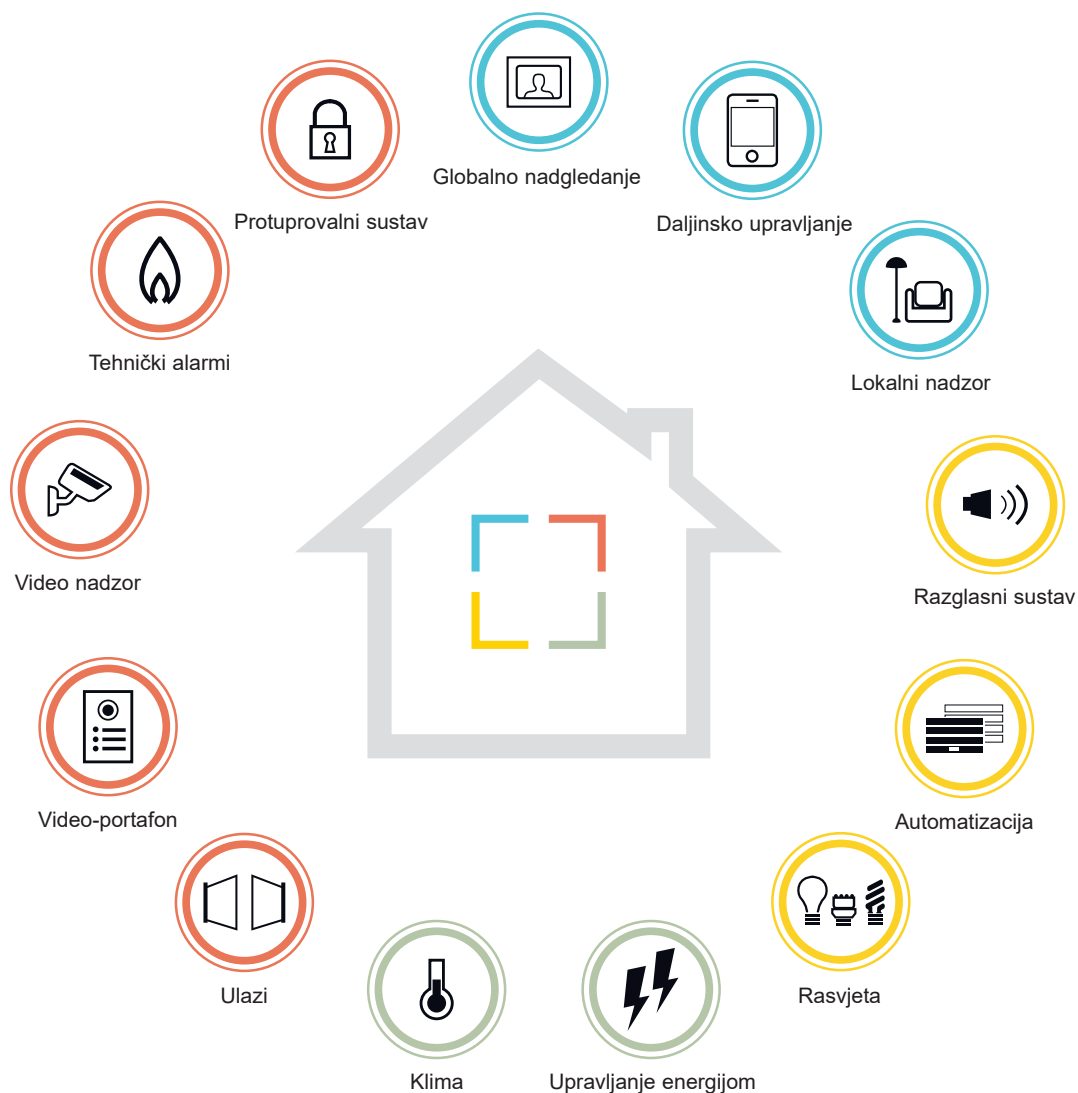 Globalno nadgledanje
Protuprovalni sustav
Daljinsko upravljanje
Tehnički alarmi
Lokalni nadzor
Video nadzor
Razglasni sustav
Video-portafon
Automatizacija
Ulazi
Rasvjeta
Klima
Upravljanje energijom